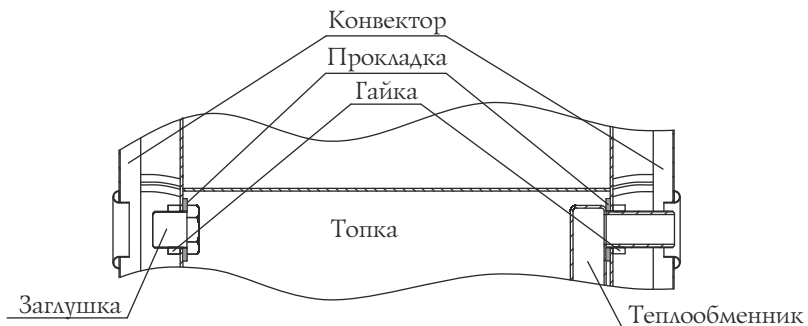 Конвектор
Прокладка
Гайка
Топка
Заглушка
Теплообменник